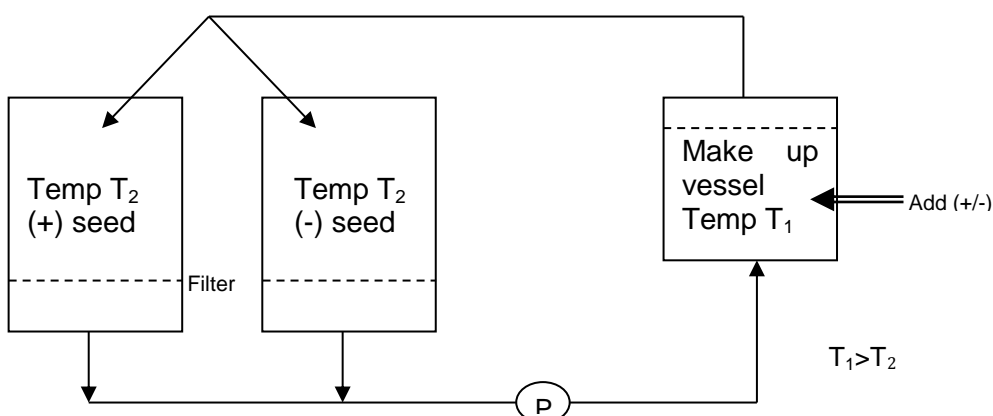 Temp T₂
(+) seed
Temp T₂
(-) seed
Make up
vessel
Temp T₁
Add (+/-)
Filter
T₁>T₂
P